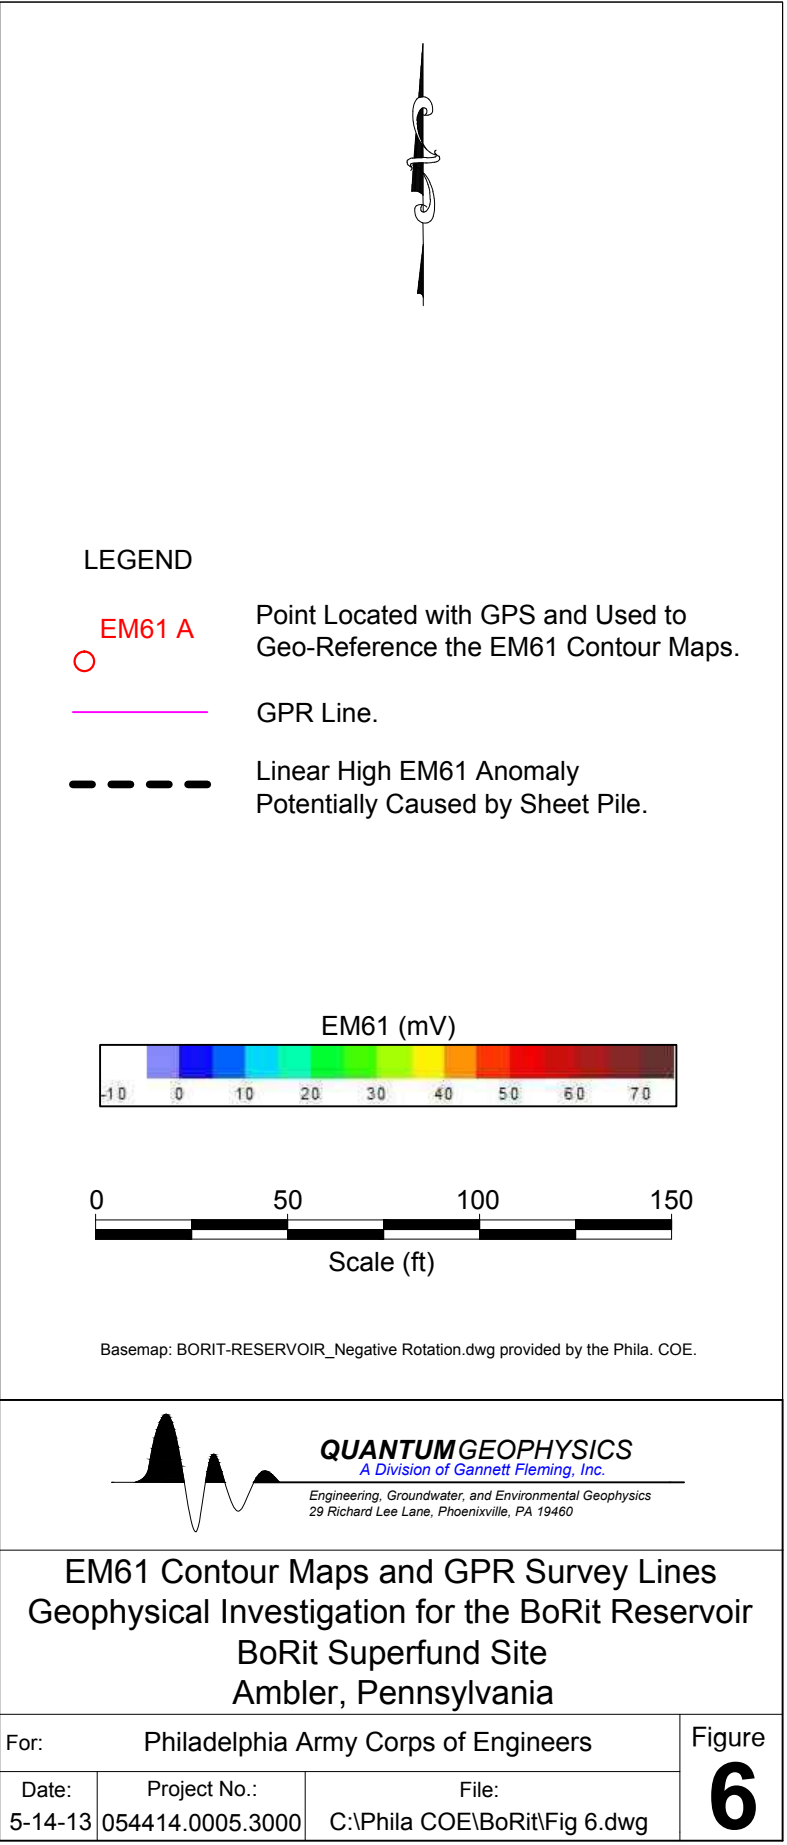 LEGEND
EM61 A
Point Located with GPS and Used to
Geo-Reference the EM61 Contour Maps.
GPR Line.
Linear High EM61 Anomaly
Potentially Caused by Sheet Pile.
EM61 (mV)
-10 0 10 20 30 40 50 60 70
0 50 100 150
Scale (ft)
Basemap: BORIT-RESERVOIR_Negative Rotation.dwg provided by the Phila. COE.
QUANTUM GEOPHYSICS
A Division of Gannett Fleming, Inc.
Engineering, Groundwater, and Environmental Geophysics
29 Richard Lee Lane, Phoenixville, PA 19460
EM61 Contour Maps and GPR Survey Lines
Geophysical Investigation for the BoRit Reservoir
BoRit Superfund Site
Ambler, Pennsylvania
For: Philadelphia Army Corps of Engineers
Figure
6
Date: Project No.: File:
5-14-13 054414.0005.3000 C:\Phila COE\BoRit\Fig 6.dwg